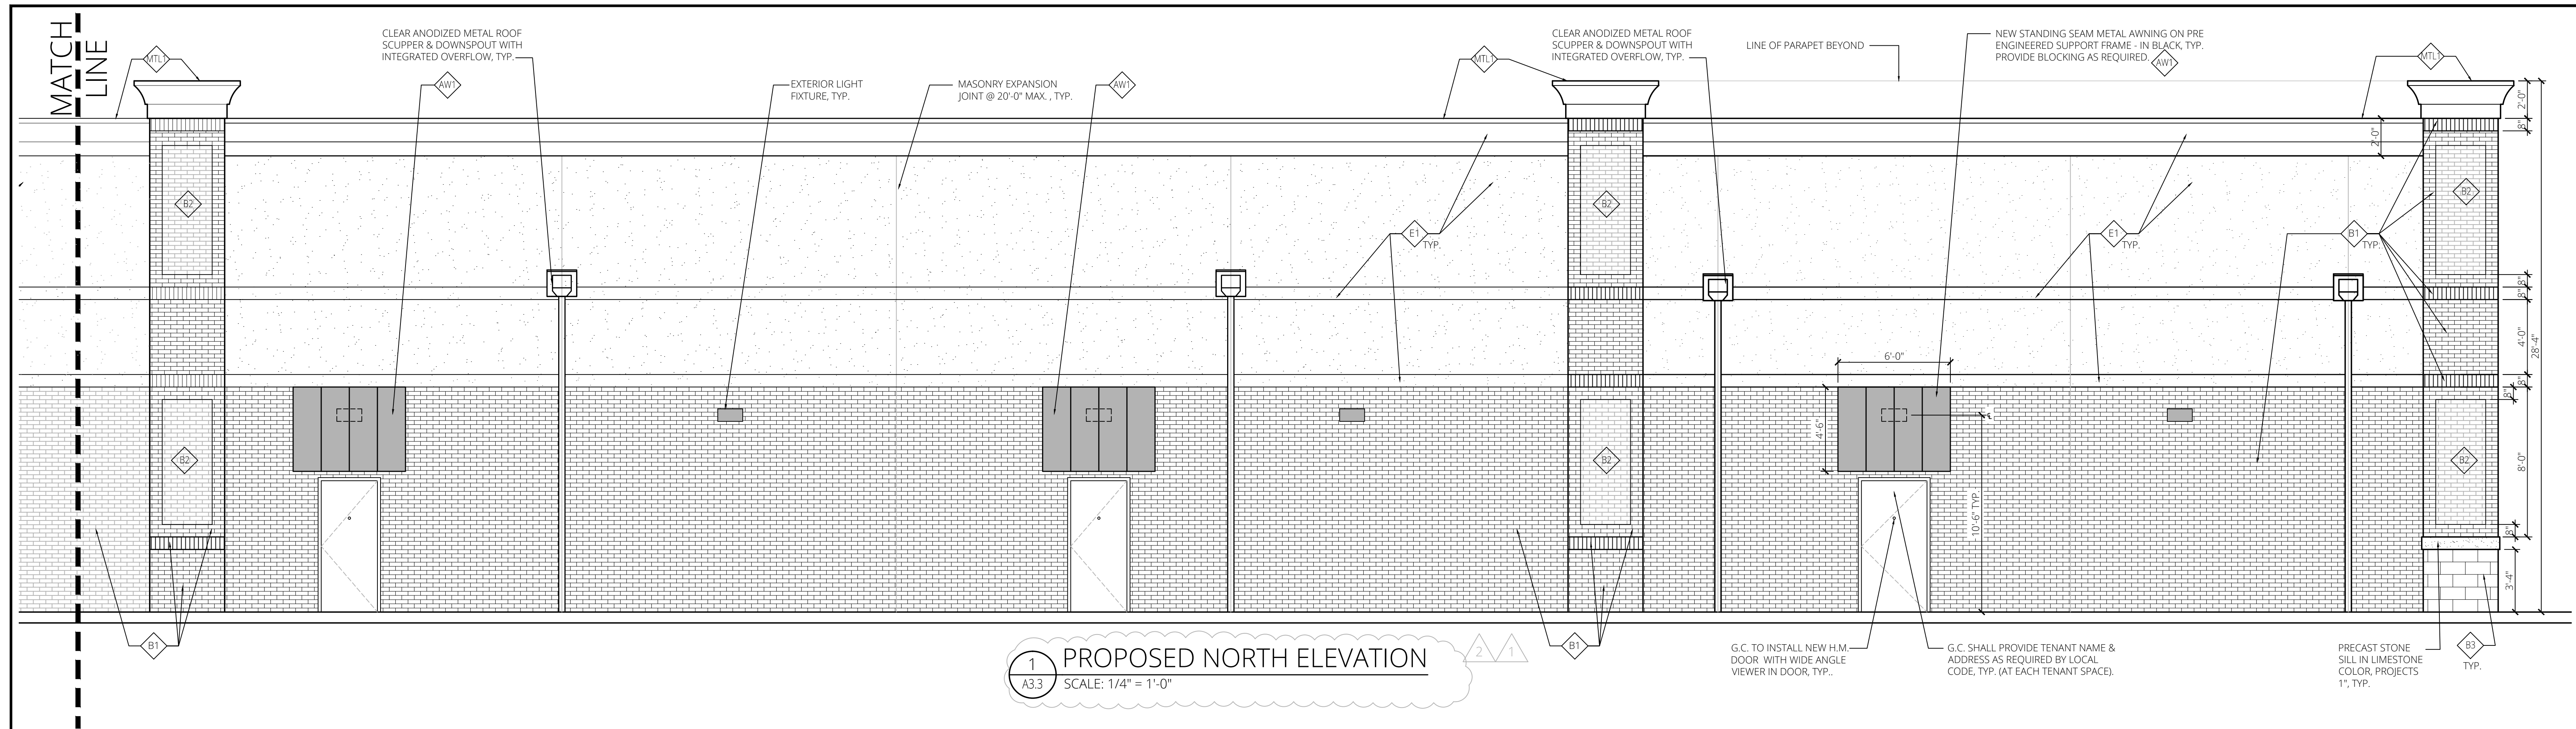 MATCH
LINE
MTL1
CLEAR ANODIZED METAL ROOF
SCUPPER & DOWNSPOUT WITH
INTEGRATED OVERFLOW, TYP.
AW1
EXTERIOR LIGHT
FIXTURE, TYP.
MASONRY EXPANSION
JOINT @ 20'-0" MAX. , TYP.
AW1
MTL1
CLEAR ANODIZED METAL ROOF
SCUPPER & DOWNSPOUT WITH
INTEGRATED OVERFLOW, TYP.
LINE OF PARAPET BEYOND
NEW STANDING SEAM METAL AWNING ON PRE
ENGINEERED SUPPORT FRAME - IN BLACK, TYP.
PROVIDE BLOCKING AS REQUIRED.
AW1
MTL1
2'-0"
8"
2'-0"
B2
B2
B2
E1
TYP.
E1
TYP.
B1
TYP.
8"
8"
4'-0"
28'-4"
8"
8"
6'-0"
4'-6"
10'-6" TYP.
B2
B2
B2
8'-0"
8"
3'-4"
B1
B1
1
A3.3
PROPOSED NORTH ELEVATION
SCALE: 1/4" = 1'-0"
2
1
G.C. TO INSTALL NEW H.M.
DOOR WITH WIDE ANGLE
VIEWER IN DOOR, TYP..
G.C. SHALL PROVIDE TENANT NAME &
ADDRESS AS REQUIRED BY LOCAL
CODE, TYP. (AT EACH TENANT SPACE).
PRECAST STONE
SILL IN LIMESTONE
COLOR, PROJECTS
1", TYP.
B3
TYP.